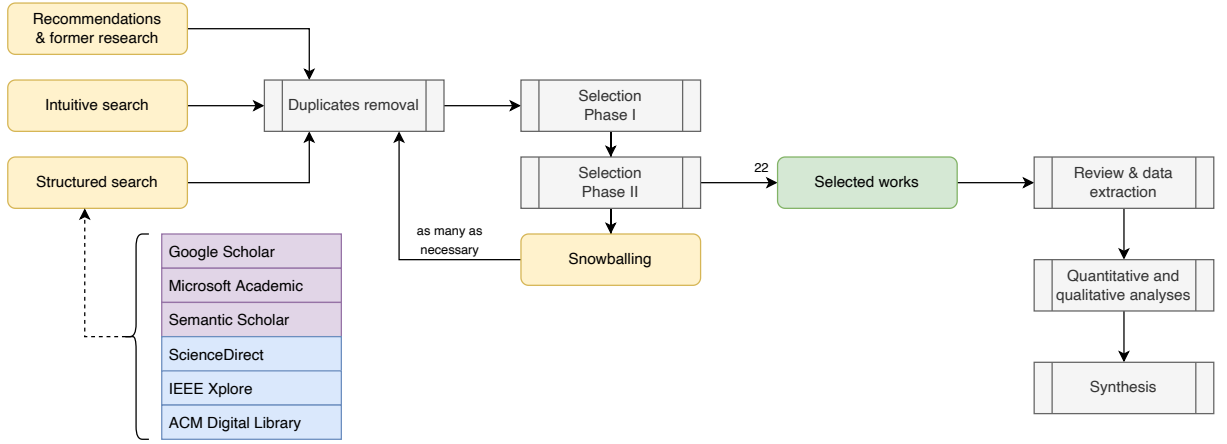 Recommendations
& former research
Intuitive search
Structured search
Duplicates removal
Selection
Phase I
Selection
Phase II
22
Selected works
Review & data
extraction
as many as
necessary
Snowballing
Google Scholar
Microsoft Academic
Semantic Scholar
ScienceDirect
IEEE Xplore
ACM Digital Library
Quantitative and
qualitative analyses
Synthesis